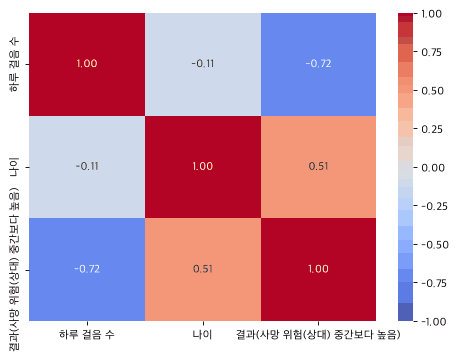 하루 걸음 수
나이
결과(사망 위험(상대) 중간보다 높음)
1.00 -0.11 -0.72
-0.11 1.00 0.51
-0.72 0.51 1.00
하루 걸음 수 나이 결과(사망 위험(상대) 중간보다 높음)
1.00
0.75
0.50
0.25
0.00
-0.25
-0.50
-0.75
-1.00